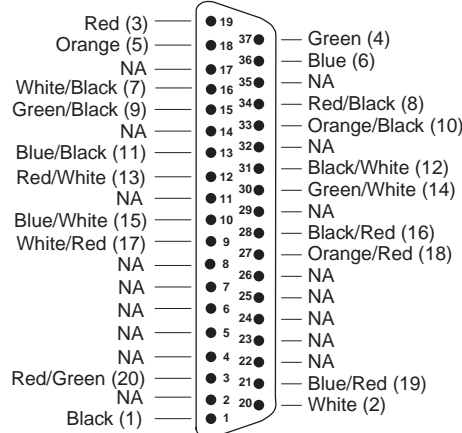 Red (3) 19
Orange (5) 18 37 Green (4)
NA 17 36 Blue (6)
White/Black (7) 16 35 NA
Green/Black (9) 15 34 Red/Black (8)
NA 14 33 Orange/Black (10)
Blue/Black (11) 13 32 NA
Red/White (13) 12 31 Black/White (12)
NA 11 30 Green/White (14)
Blue/White (15) 10 29 NA
White/Red (17) 9 28 Black/Red (16)
NA 8 27 Orange/Red (18)
NA 7 26 NA
NA 6 25 NA
NA 5 24 NA
NA 4 23 NA
Red/Green (20) 3 22 NA
NA 2 21 Blue/Red (19)
Black (1) 1 20 White (2)